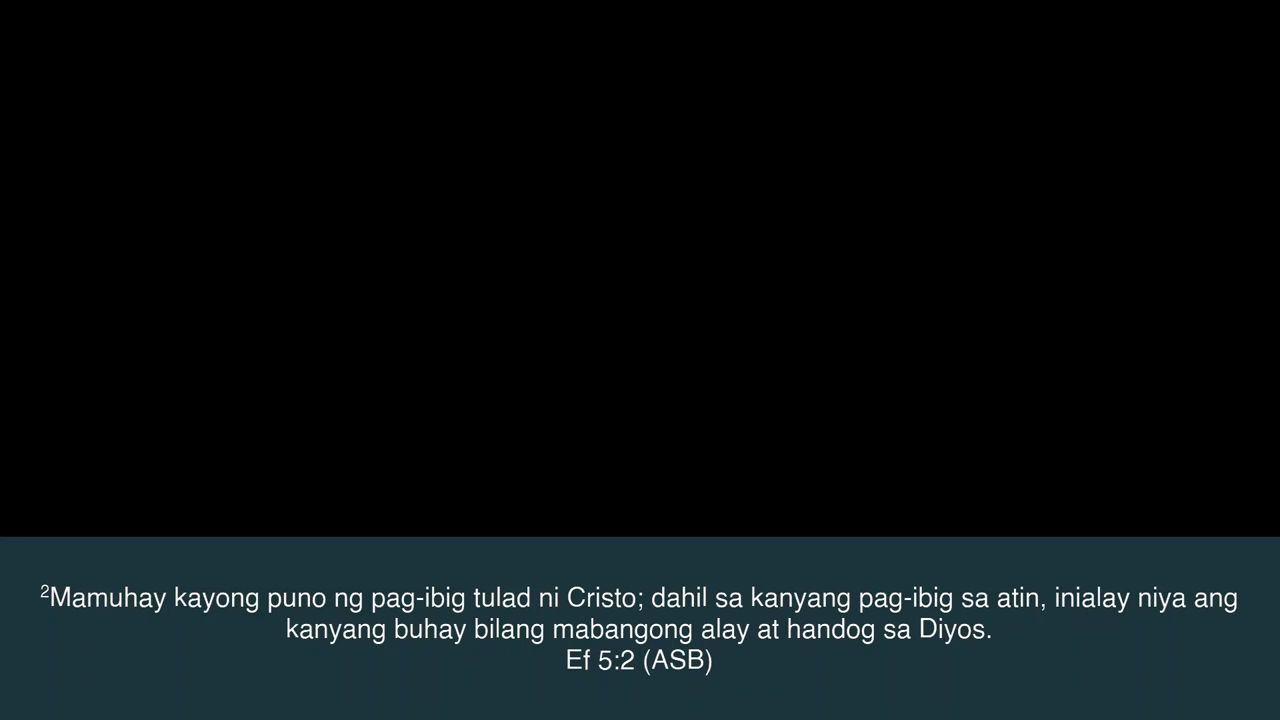 ²Mamuhay kayong puno ng pag-ibig tulad ni Cristo; dahil sa kanyang pag-ibig sa atin, inialay niya ang
kanyang buhay bilang mabangong alay at handog sa Diyos.
Ef 5:2 (ASB)